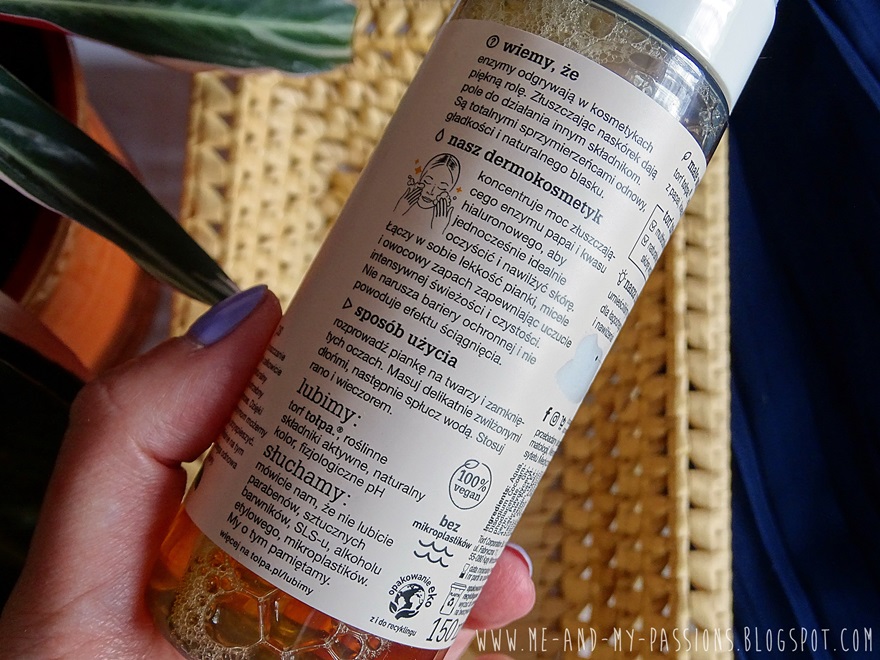 wiemy, że
enzymy odgrywają w kosmetykach
piękną rolę. Złuszczając naskórek dają
pole do działania innym składnikom.
Są totalnymi sprzymierzeńcami odnowy,
gładkości i naturalnego blasku.
nasz dermokosmetyk
koncentruje moc złuszczają-
cego enzymu papai i kwasu
hialuronowego, aby
jednocześnie idealnie
oczyścić i nawilżyć skórę.
Łączy w sobie lekkość pianki, micele
i owocowy zapach zapewniając uczucie
intensywnej świeżości i czystości.
Nie narusza bariery ochronnej i nie
powoduje efektu ściągnięcia.
sposób użycia
rozprowadź piankę na twarzy i zamknię-
tych oczach. Masuj delikatnie zwilżonymi
dłońmi, następnie spłucz wodą. Stosuj
rano i wieczorem.
lubimy:
torf tołpa.®, roślinne
składniki aktywne, naturalny
kolor, fizjologiczne pH
słuchamy:
mówicie nam, że nie lubicie
parabenów, sztucznych
barwników, SLS-u, alkoholu
etylowego, mikroplastików.
My o tym pamiętamy.
więcej na tolpa.pl/lubimy
100%
vegan
bez
mikroplastików
opakowanie eko
z i do recyklingu
150
WWW.ME-AND-MY-PASSIONS.BLOGSPOT.COM